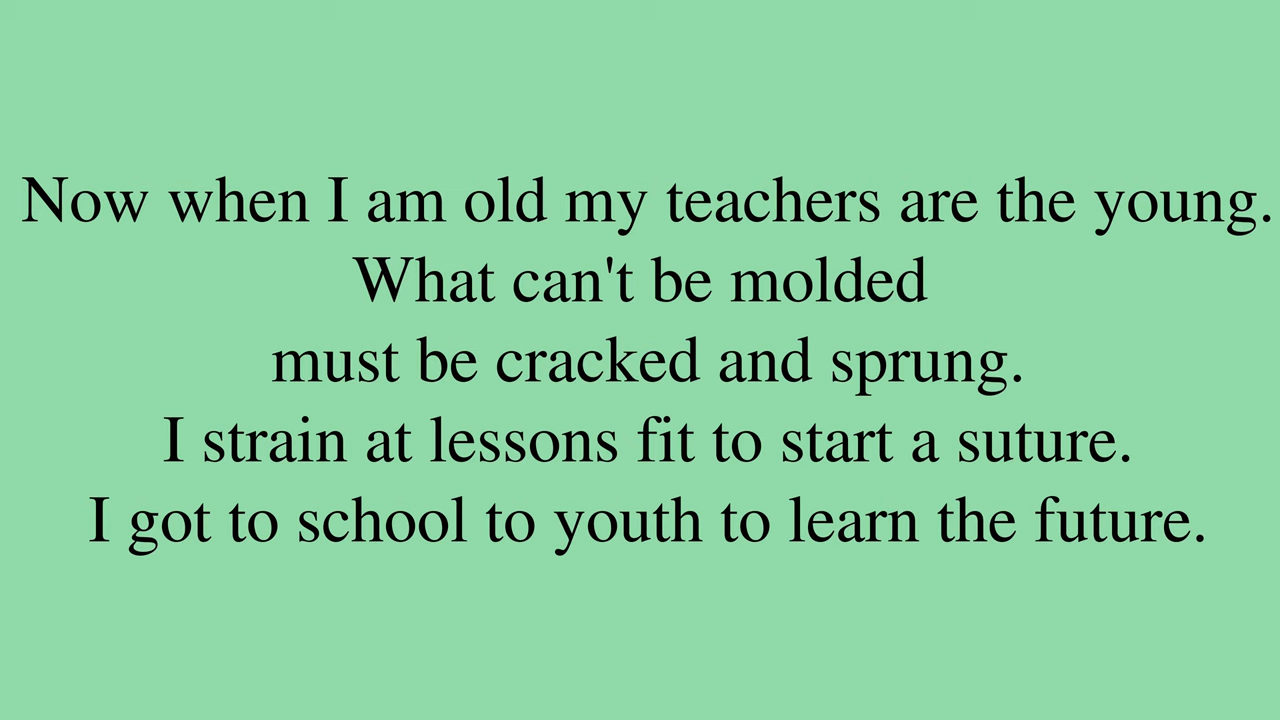 Now when I am old my teachers are the young.
What can't be molded
must be cracked and sprung.
I strain at lessons fit to start a suture.
I got to school to youth to learn the future.